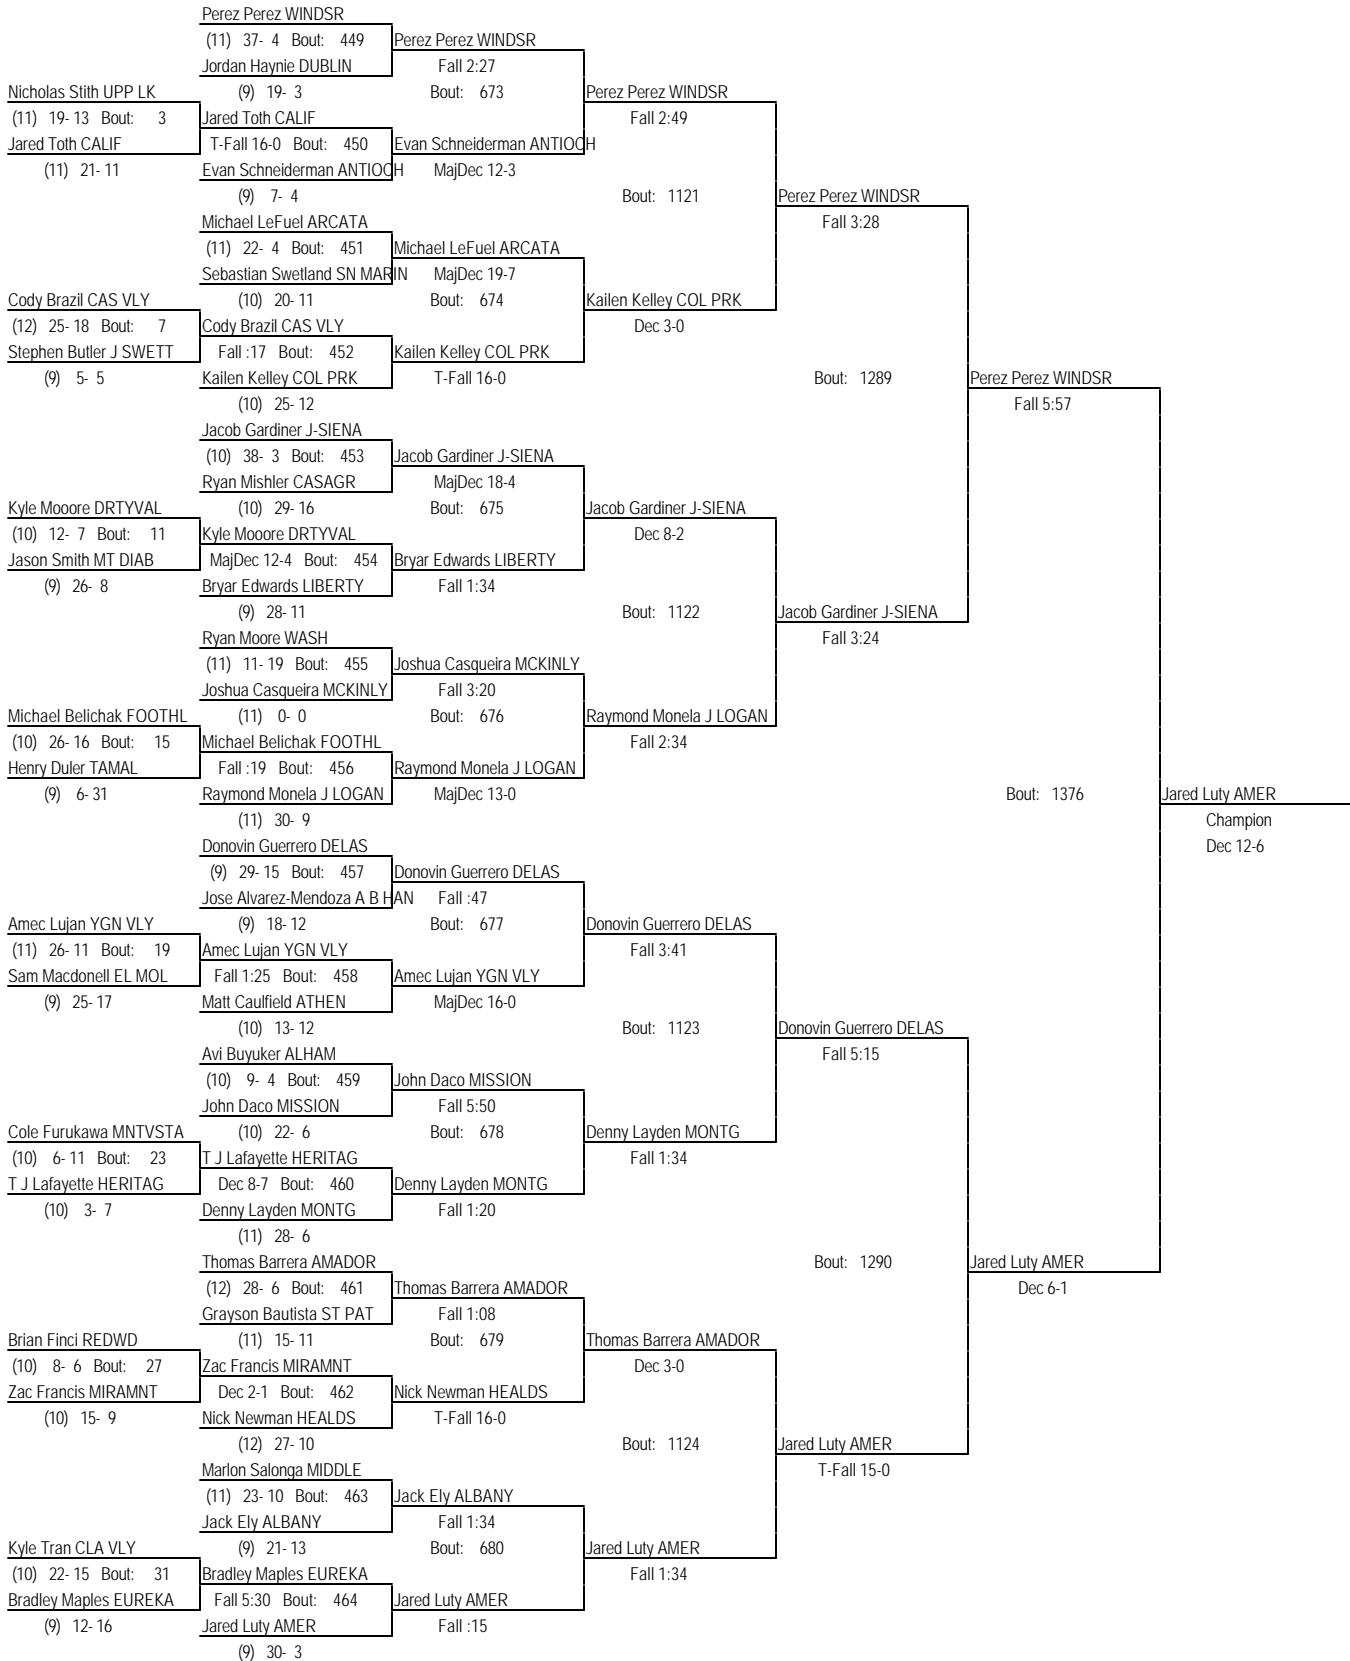 Perez Perez WINDSR
(11) 37- 4 Bout: 449 Perez Perez WINDSR
Jordan Haynie DUBLIN Fall 2:27
Nicholas Stith UPP LK (9) 19- 3 Bout: 673 Perez Perez WINDSR
(11) 19- 13 Bout: 3 Jared Toth CALIF Fall 2:49
Jared Toth CALIF T-Fall 16-0 Bout: 450 Evan Schneiderman ANTIOCH
(11) 21- 11 Evan Schneiderman ANTIOCH MajDec 12-3
(9) 7- 4 Bout: 1121 Perez Perez WINDSR
Michael LeFuel ARCATA Fall 3:28
(11) 22- 4 Bout: 451 Michael LeFuel ARCATA
Sebastian Swetland SN MARIN MajDec 19-7
Cody Brazil CAS VLY (10) 20- 11 Bout: 674 Kailen Kelley COL PRK
(12) 25- 18 Bout: 7 Cody Brazil CAS VLY Dec 3-0
Stephen Butler J SWETT Fall :17 Bout: 452 Kailen Kelley COL PRK
(9) 5- 5 Kailen Kelley COL PRK T-Fall 16-0 Bout: 1289 Perez Perez WINDSR
(10) 25- 12 Fall 5:57
Jacob Gardiner J-SIENA
(10) 38- 3 Bout: 453 Jacob Gardiner J-SIENA
Ryan Mishler CASAGR MajDec 18-4
Kyle Mooore DRTYVAL (10) 29- 16 Bout: 675 Jacob Gardiner J-SIENA
(10) 12- 7 Bout: 11 Kyle Mooore DRTYVAL Dec 8-2
Jason Smith MT DIAB MajDec 12-4 Bout: 454 Bryar Edwards LIBERTY
(9) 26- 8 Bryar Edwards LIBERTY Fall 1:34
(9) 28- 11 Bout: 1122 Jacob Gardiner J-SIENA
Ryan Moore WASH Fall 3:24
(11) 11- 19 Bout: 455 Joshua Casqueira MCKINLY
Joshua Casqueira MCKINLY Fall 3:20
Michael Belichak FOOTHL (11) 0- 0 Bout: 676 Raymond Monela J LOGAN
(10) 26- 16 Bout: 15 Michael Belichak FOOTHL Fall 2:34
Henry Duler TAMAL Fall :19 Bout: 456 Raymond Monela J LOGAN
(9) 6- 31 Raymond Monela J LOGAN MajDec 13-0 Bout: 1376 Jared Luty AMER
(11) 30- 9 Champion
Donovin Guerrero DELAS Dec 12-6
(9) 29- 15 Bout: 457 Donovin Guerrero DELAS
Jose Alvarez-Mendoza A B HAN Fall :47
Amec Lujan YGN VLY (9) 18- 12 Bout: 677 Donovin Guerrero DELAS
(11) 26- 11 Bout: 19 Amec Lujan YGN VLY Fall 3:41
Sam Macdonell EL MOL Fall 1:25 Bout: 458 Amec Lujan YGN VLY
(9) 25- 17 Matt Caulfield ATHEN MajDec 16-0
(10) 13- 12 Bout: 1123 Donovin Guerrero DELAS
Avi Buyuker ALHAM Fall 5:15
(10) 9- 4 Bout: 459 John Daco MISSION
John Daco MISSION Fall 5:50
Cole Furukawa MNTVSTA (10) 22- 6 Bout: 678 Denny Layden MONTG
(10) 6- 11 Bout: 23 T J Lafayette HERITAG Fall 1:34
T J Lafayette HERITAG Dec 8-7 Bout: 460 Denny Layden MONTG
(10) 3- 7 Denny Layden MONTG Fall 1:20
(11) 28- 6
Thomas Barrera AMADOR Bout: 1290 Jared Luty AMER
(12) 28- 6 Bout: 461 Thomas Barrera AMADOR Dec 6-1
Grayson Bautista ST PAT Fall 1:08
Brian Finci REDWD (11) 15- 11 Bout: 679 Thomas Barrera AMADOR
(10) 8- 6 Bout: 27 Zac Francis MIRAMNT Dec 3-0
Zac Francis MIRAMNT Dec 2-1 Bout: 462 Nick Newman HEALDS
(10) 15- 9 Nick Newman HEALDS T-Fall 16-0
(12) 27- 10 Bout: 1124 Jared Luty AMER
Marlon Salonga MIDDLE T-Fall 15-0
(11) 23- 10 Bout: 463 Jack Ely ALBANY
Jack Ely ALBANY Fall 1:34
Kyle Tran CLA VLY (9) 21- 13 Bout: 680 Jared Luty AMER
(10) 22- 15 Bout: 31 Bradley Maples EUREKA Fall 1:34
Bradley Maples EUREKA Fall 5:30 Bout: 464 Jared Luty AMER
(9) 12- 16 Jared Luty AMER Fall :15
(9) 30- 3